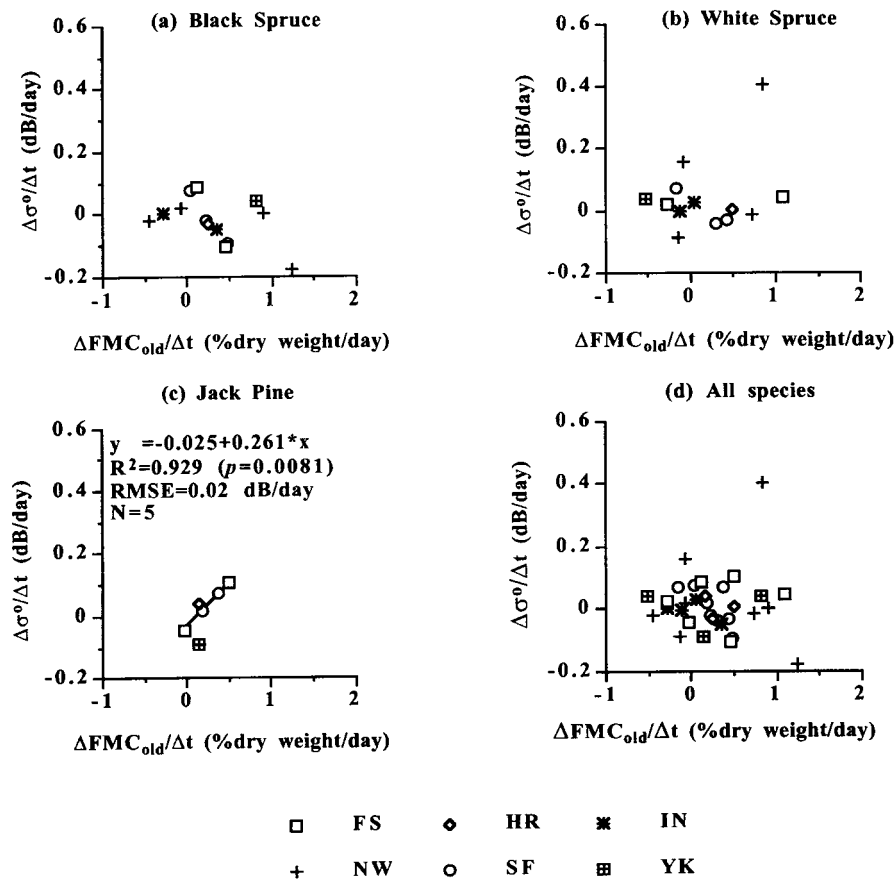 (a) Black Spruce
0.6
0.4
0.2
0
-0.2
Δσ°/Δt (dB/day)
-1 0 1 2
ΔFMC_old/Δt (%dry weight/day)
(b) White Spruce
0.6
0.4
0.2
0
-0.2
Δσ°/Δt (dB/day)
-1 0 1 2
ΔFMC_old/Δt (%dry weight/day)
(c) Jack Pine
0.6
0.4
0.2
0
-0.2
Δσ°/Δt (dB/day)
y =-0.025+0.261*x
R²=0.929 (p=0.0081)
RMSE=0.02 dB/day
N=5
-1 0 1 2
ΔFMC_old/Δt (%dry weight/day)
(d) All species
0.6
0.4
0.2
0
-0.2
Δσ°/Δt (dB/day)
-1 0 1 2
ΔFMC_old/Δt (%dry weight/day)
FS HR IN
NW SF YK